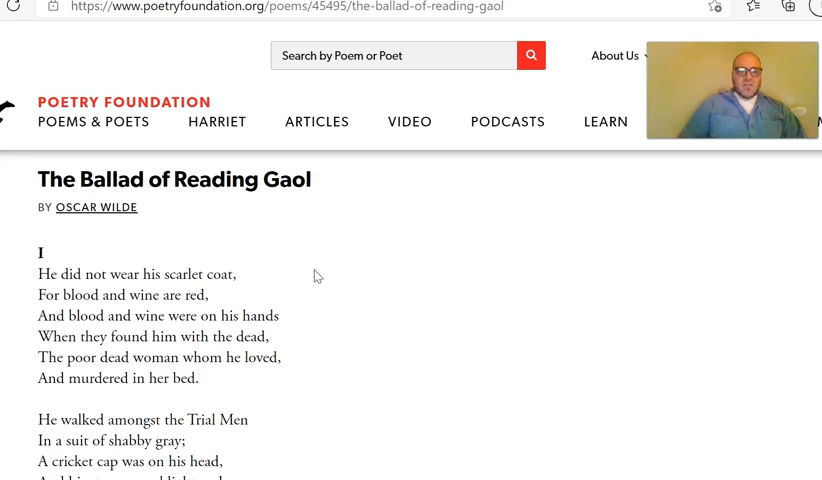 https://www.poetryfoundation.org/poems/45495/the-ballad-of-reading-gaol
Search by Poem or Poet
About Us
POETRY FOUNDATION
POEMS & POETS
HARRIET
ARTICLES
VIDEO
PODCASTS
LEARN
The Ballad of Reading Gaol
BY OSCAR WILDE
I
He did not wear his scarlet coat,
For blood and wine are red,
And blood and wine were on his hands
When they found him with the dead,
The poor dead woman whom he loved,
And murdered in her bed.
He walked amongst the Trial Men
In a suit of shabby gray;
A cricket cap was on his head,